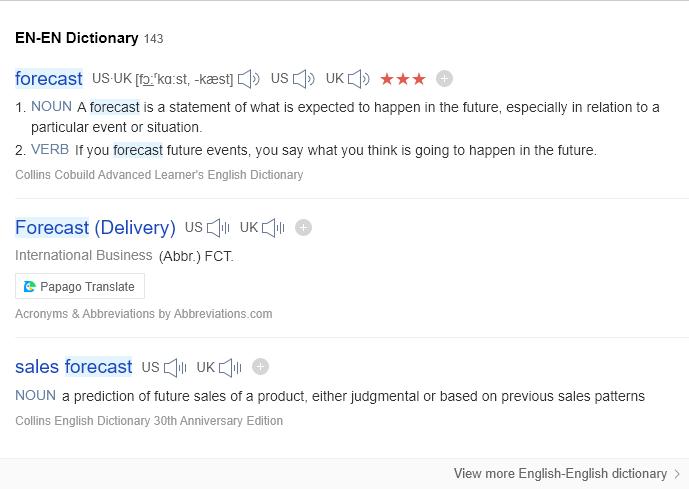 EN-EN Dictionary 143
forecast US·UK [fɔːˈkɑːst, -kæst] US UK ★★★
1. NOUN A forecast is a statement of what is expected to happen in the future, especially in relation to a
particular event or situation.
2. VERB If you forecast future events, you say what you think is going to happen in the future.
Collins Cobuild Advanced Learner's English Dictionary
Forecast (Delivery) US UK
International Business (Abbr.) FCT.
Papago Translate
Acronyms & Abbreviations by Abbreviations.com
sales forecast US UK
NOUN a prediction of future sales of a product, either judgmental or based on previous sales patterns
Collins English Dictionary 30th Anniversary Edition
View more English-English dictionary >